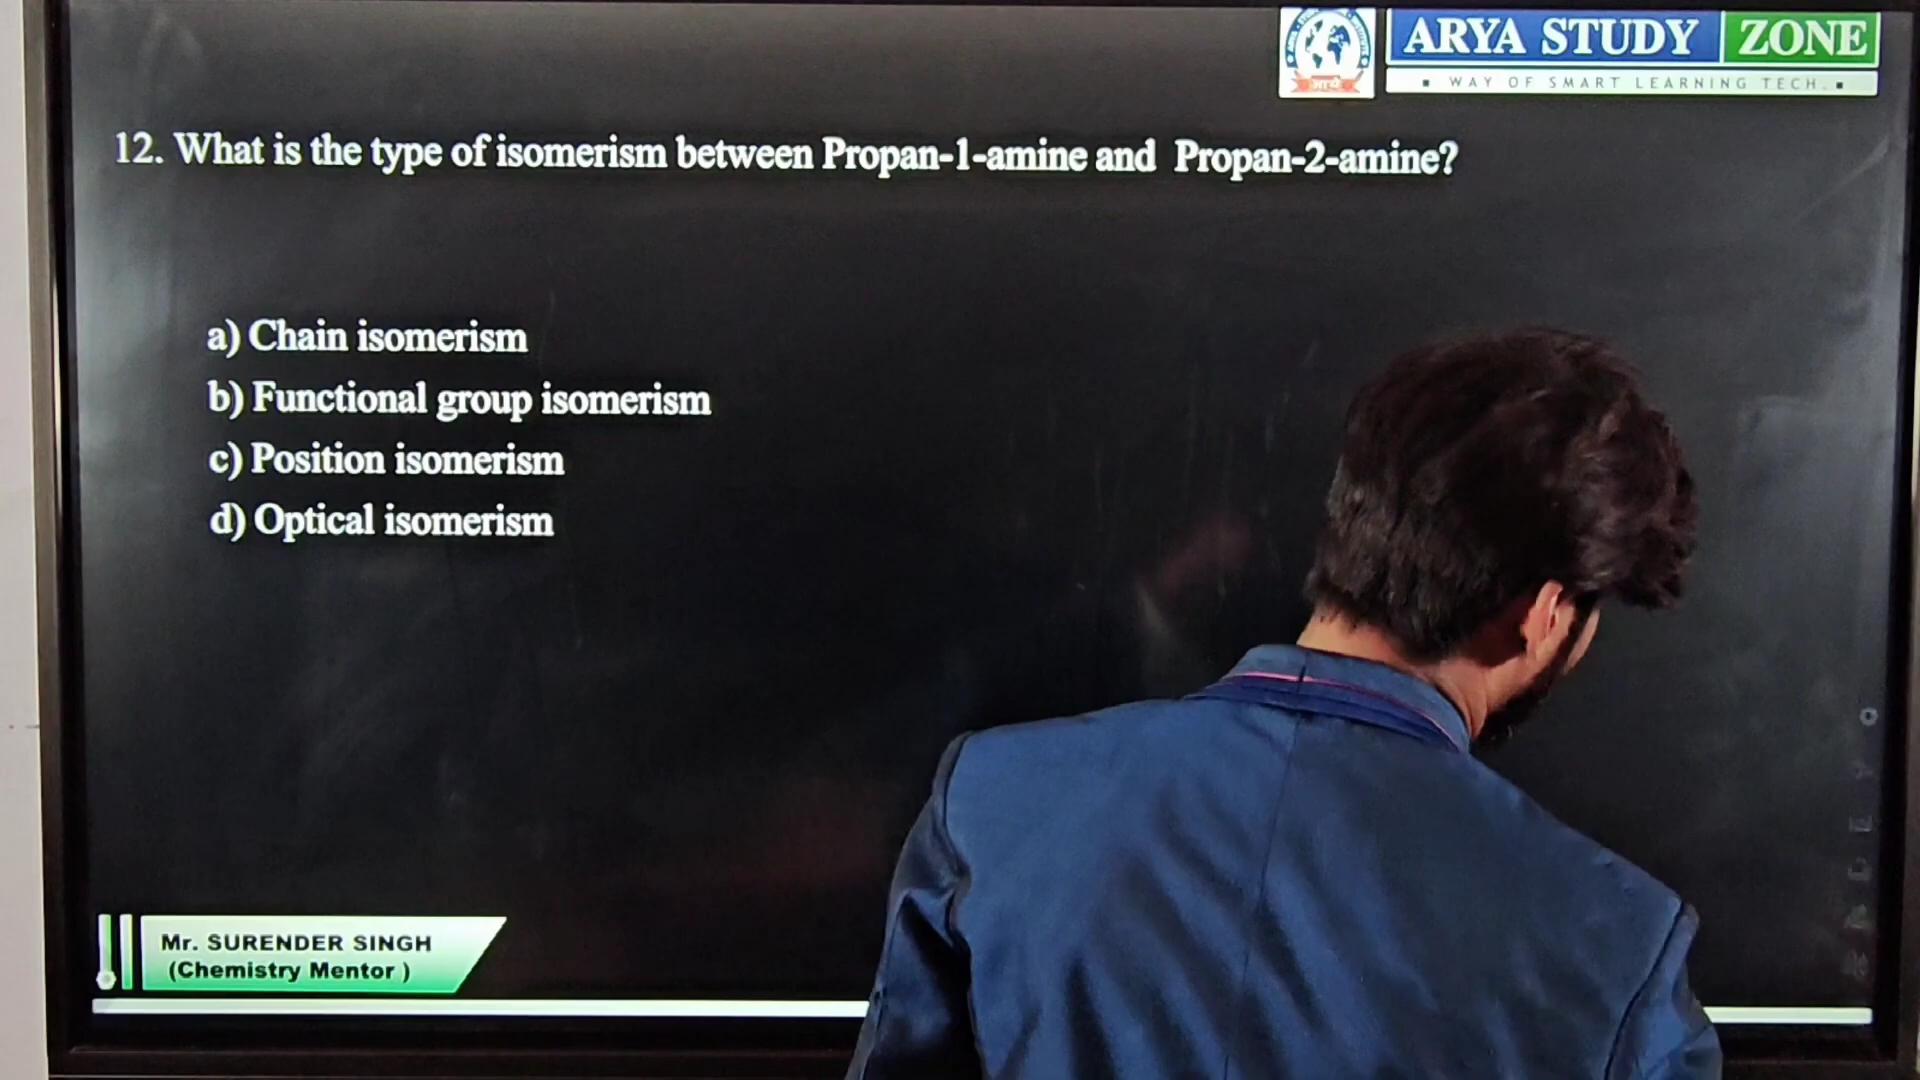 ARYA STUDY ZONE
WAY OF SMART LEARNING TECH.
आर्य
12. What is the type of isomerism between Propan-1-amine and Propan-2-amine?
a) Chain isomerism
b) Functional group isomerism
c) Position isomerism
d) Optical isomerism
Mr. SURENDER SINGH
(Chemistry Mentor )